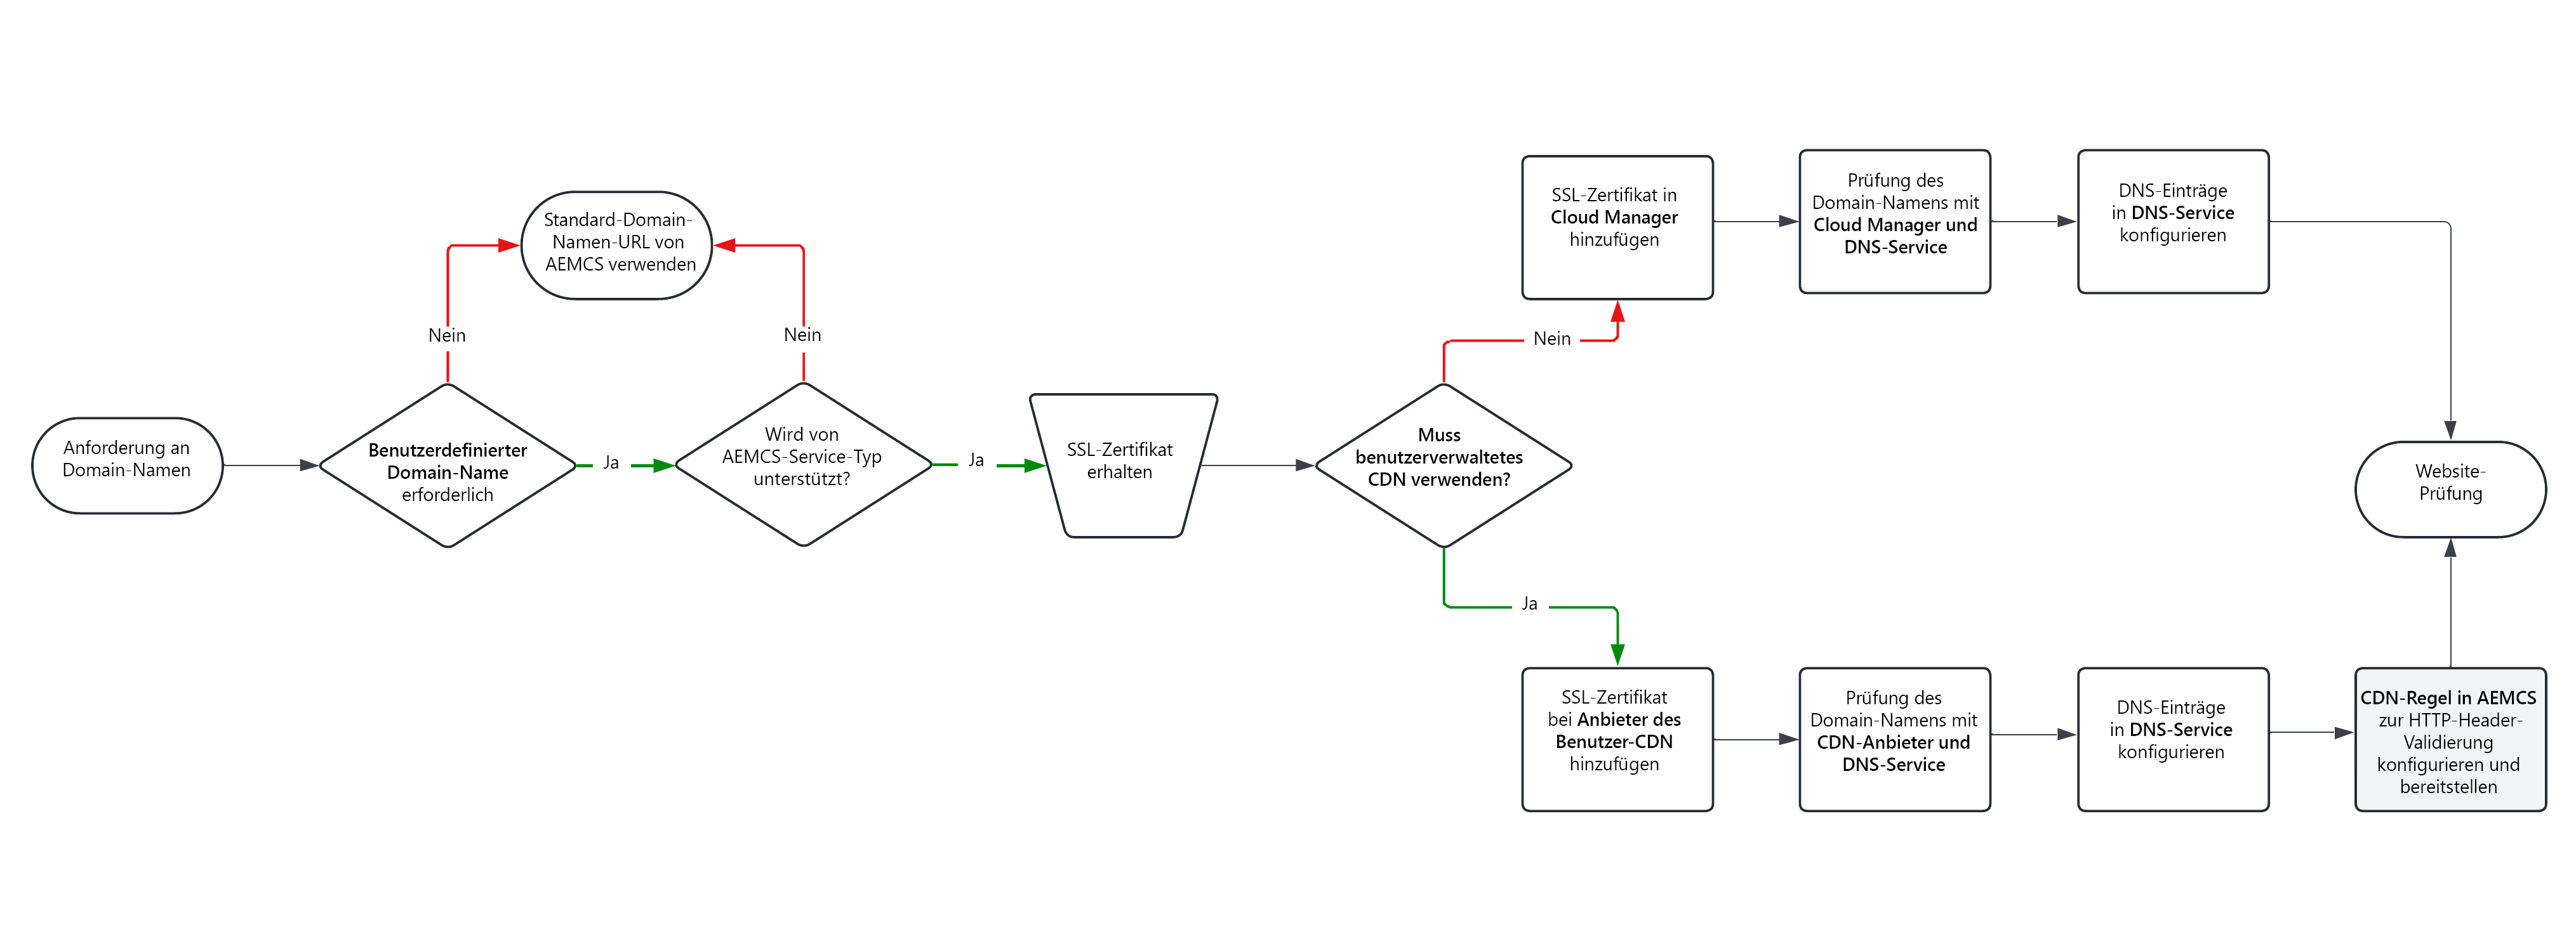 Anforderung an
Domain-Namen
Benutzerdefinierter
Domain-Name
erforderlich
Nein
Ja
Standard-Domain-
Namen-URL von
AEMCS verwenden
Nein
Wird von
AEMCS-Service-Typ
unterstützt?
Ja
SSL-Zertifikat
erhalten
Muss
benutzerverwaltetes
CDN verwenden?
Nein
SSL-Zertifikat in
Cloud Manager
hinzufügen
Prüfung des
Domain-Namens mit
Cloud Manager und
DNS-Service
DNS-Einträge
in DNS-Service
konfigurieren
Website-
Prüfung
Ja
SSL-Zertifikat
bei Anbieter des
Benutzer-CDN
hinzufügen
Prüfung des
Domain-Namens mit
CDN-Anbieter und
DNS-Service
DNS-Einträge
in DNS-Service
konfigurieren
CDN-Regel in AEMCS
zur HTTP-Header-
Validierung
konfigurieren und
bereitstellen